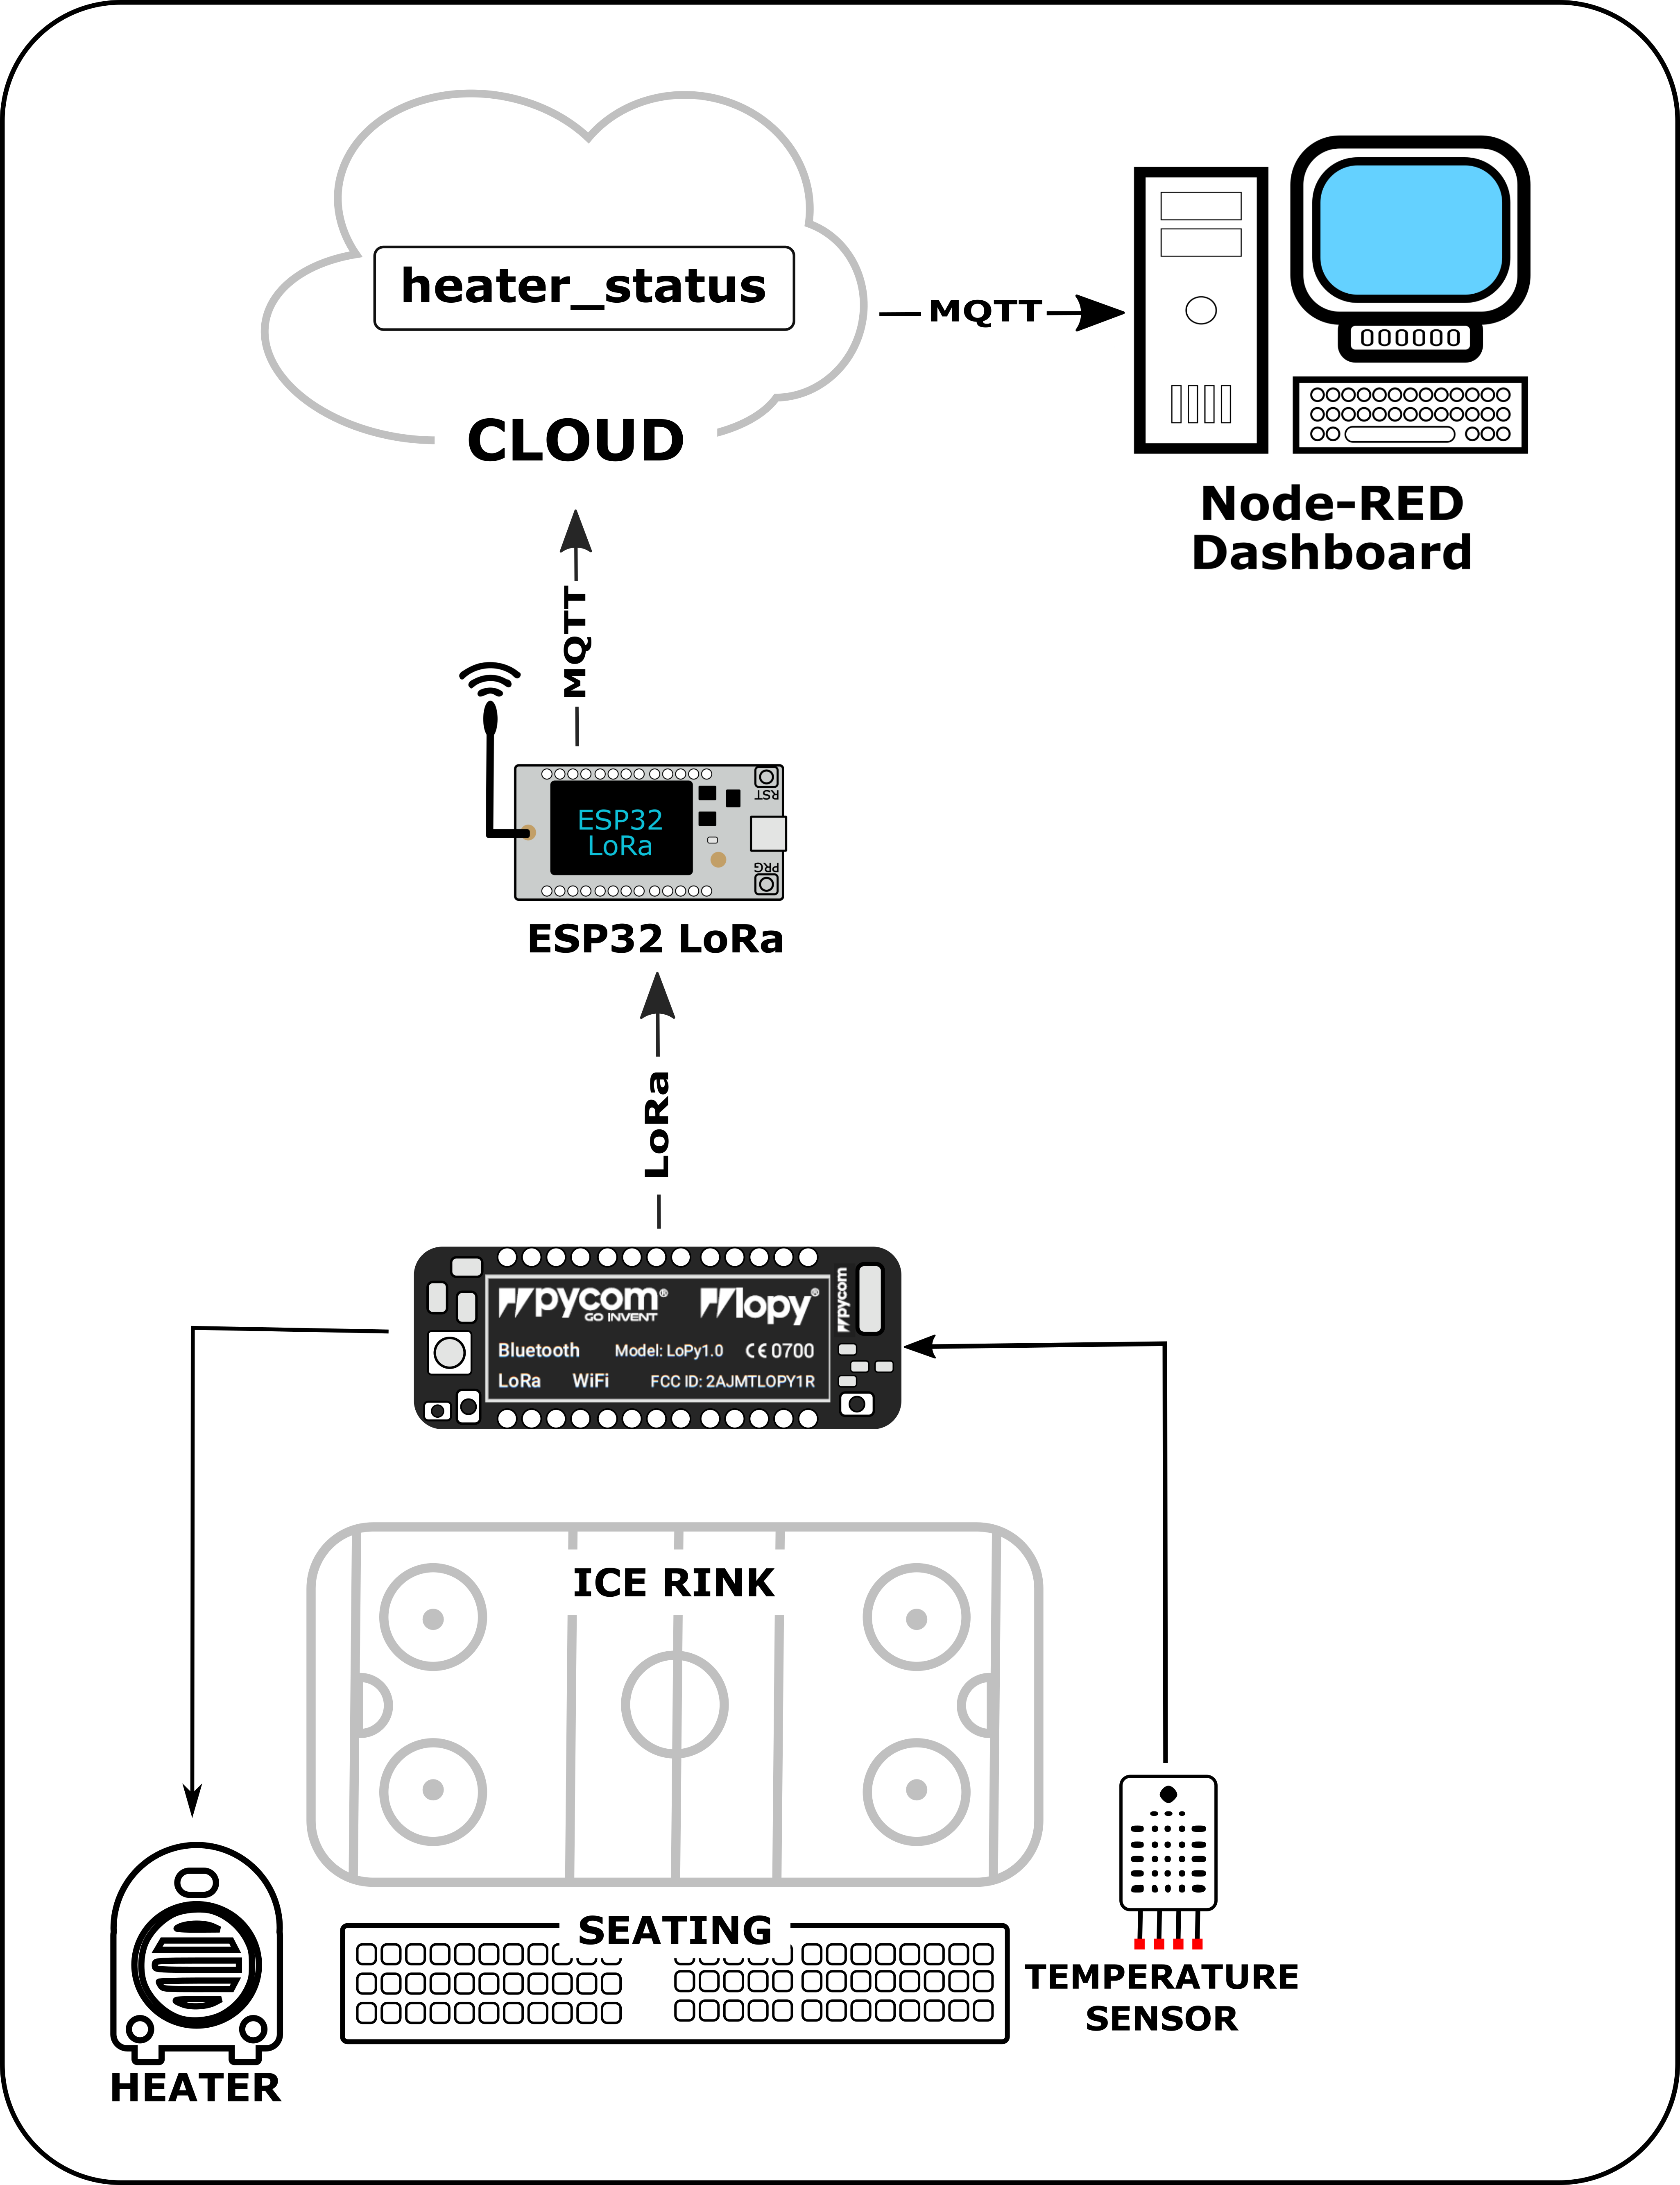 heater_status
CLOUD
MQTT
Node-RED
Dashboard
MQTT
ESP32
LoRa
RST
PRG
ESP32 LoRa
LoRa
pycom®
GO INVENT
lopy®
pycom
Bluetooth Model: LoPy1.0 CE 0700
LoRa WiFi FCC ID: 2AJMTLOPY1R
ICE RINK
SEATING
TEMPERATURE
SENSOR
HEATER